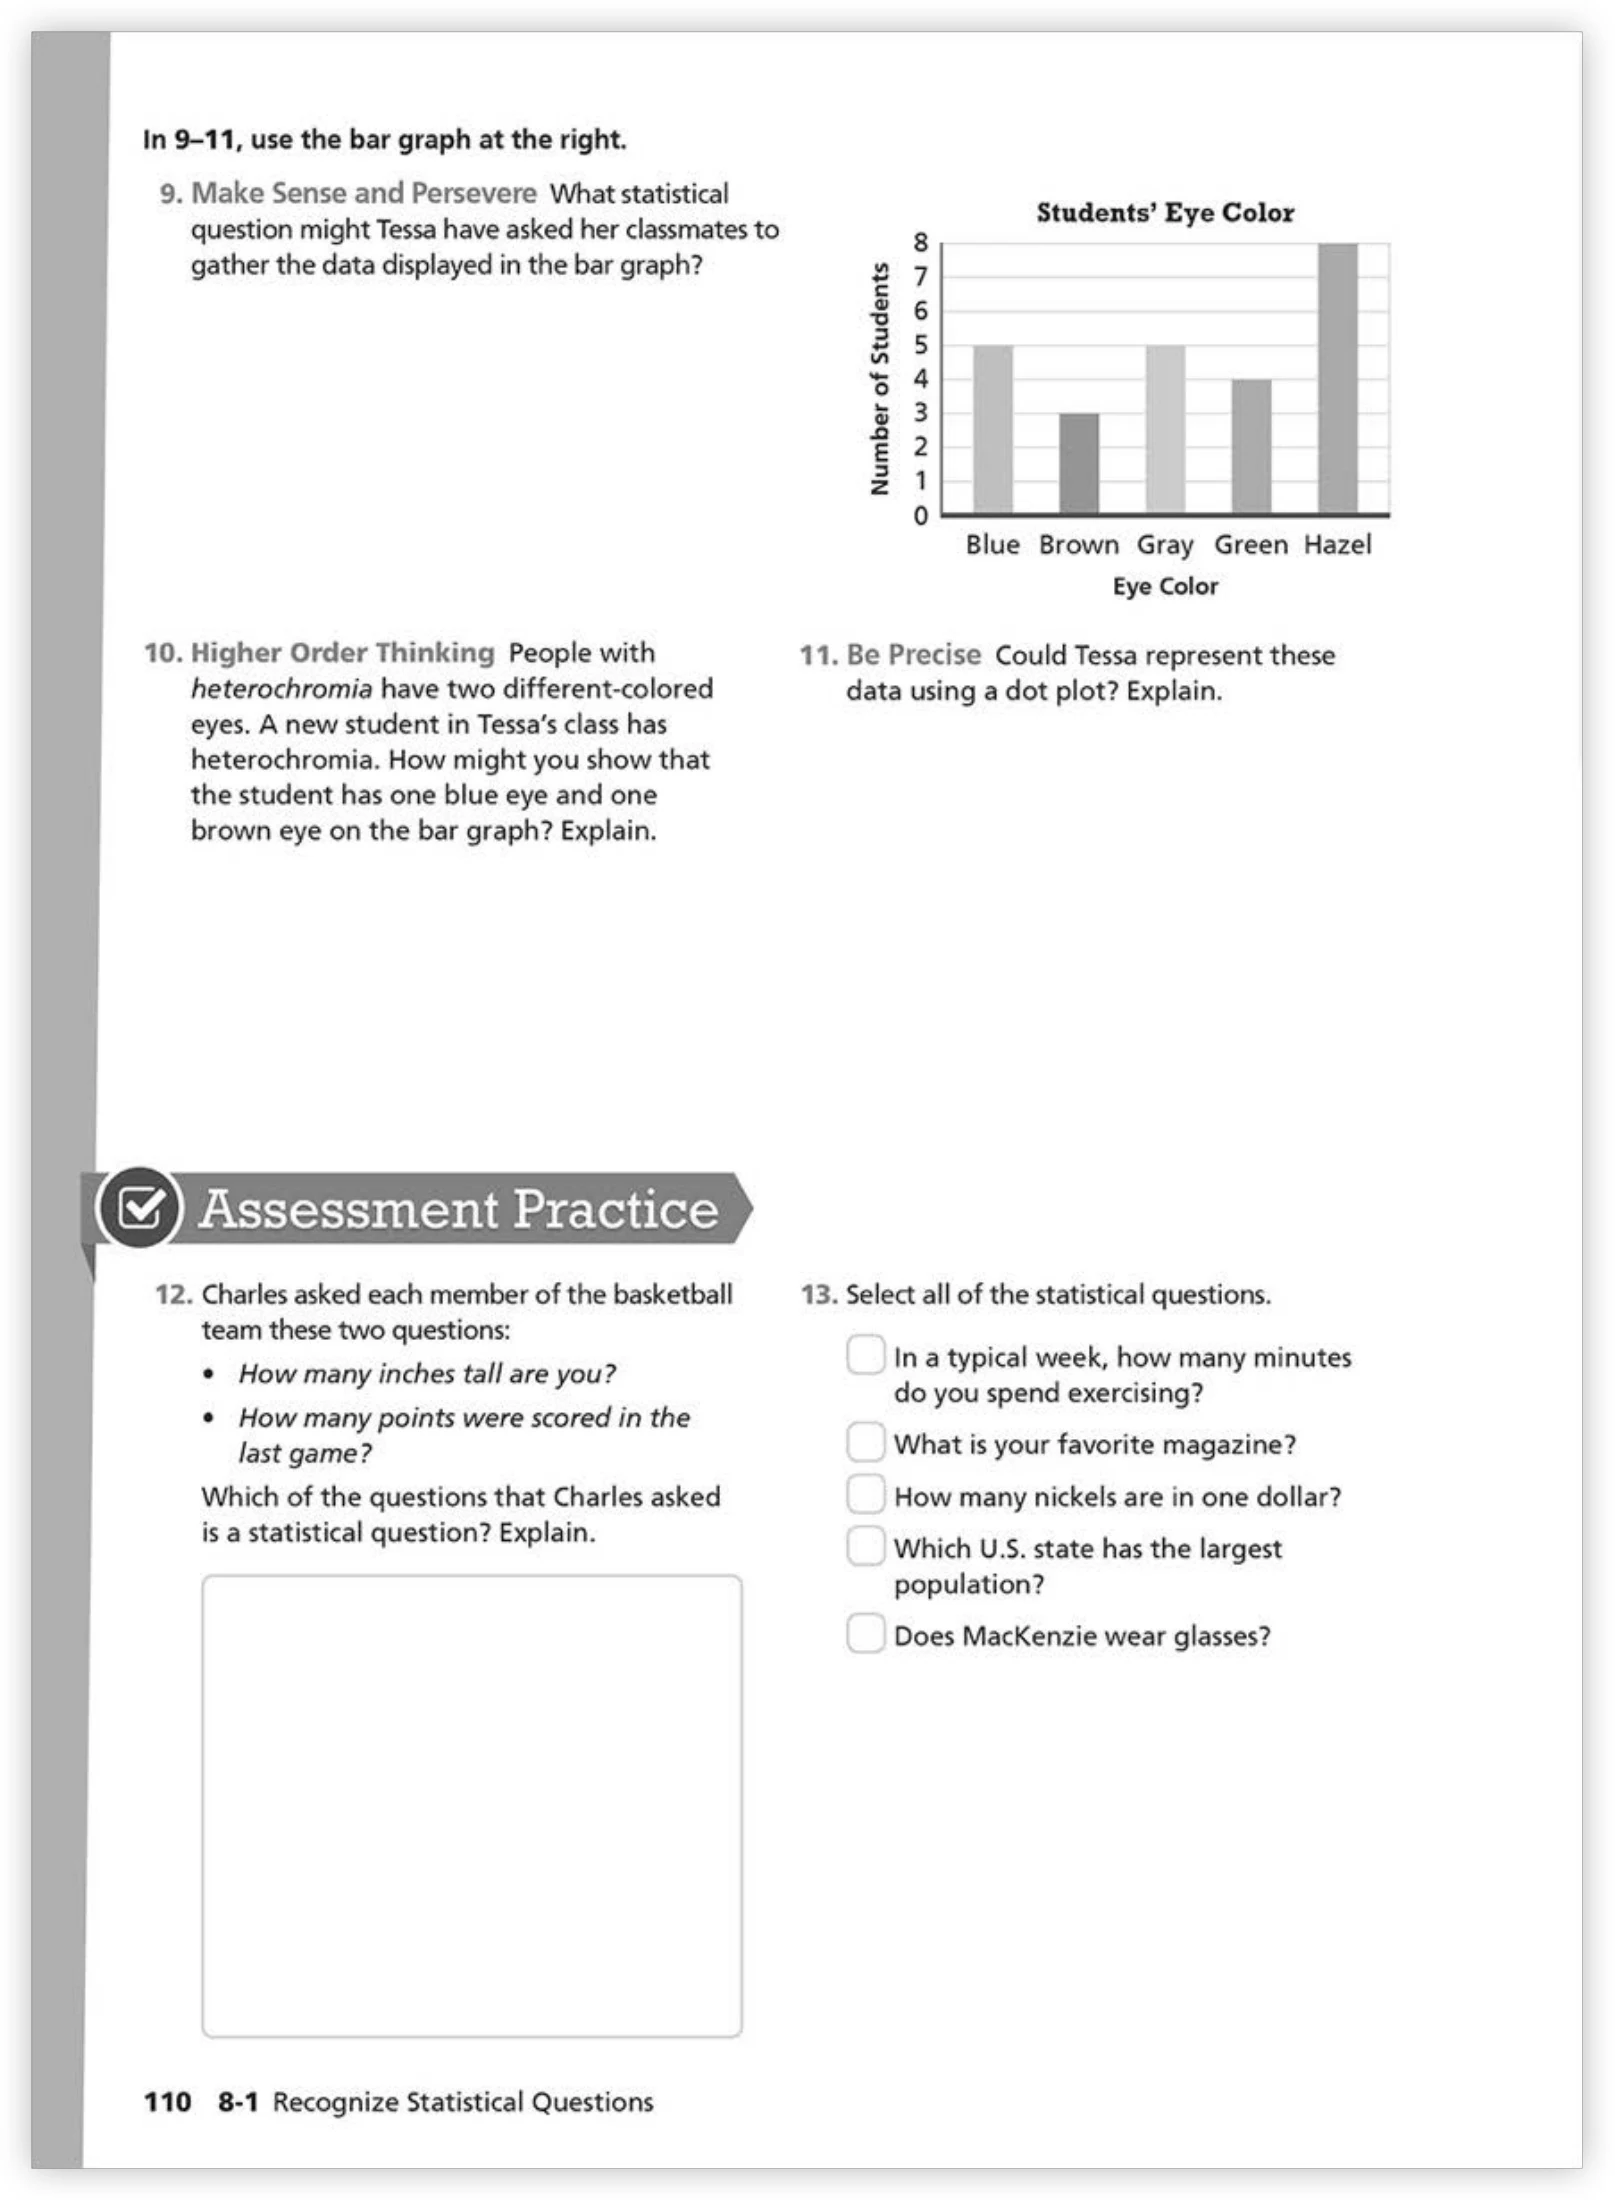 In 9–11, use the bar graph at the right.
9. Make Sense and Persevere What statistical
question might Tessa have asked her classmates to
gather the data displayed in the bar graph?
Students’ Eye Color
Number of Students
8
7
6
5
4
3
2
1
0
Blue Brown Gray Green Hazel
Eye Color
10. Higher Order Thinking People with
heterochromia have two different-colored
eyes. A new student in Tessa’s class has
heterochromia. How might you show that
the student has one blue eye and one
brown eye on the bar graph? Explain.
11. Be Precise Could Tessa represent these
data using a dot plot? Explain.
Assessment Practice
12. Charles asked each member of the basketball
team these two questions:
• How many inches tall are you?
• How many points were scored in the
last game?
Which of the questions that Charles asked
is a statistical question? Explain.
13. Select all of the statistical questions.
In a typical week, how many minutes
do you spend exercising?
What is your favorite magazine?
How many nickels are in one dollar?
Which U.S. state has the largest
population?
Does MacKenzie wear glasses?
110 8-1 Recognize Statistical Questions